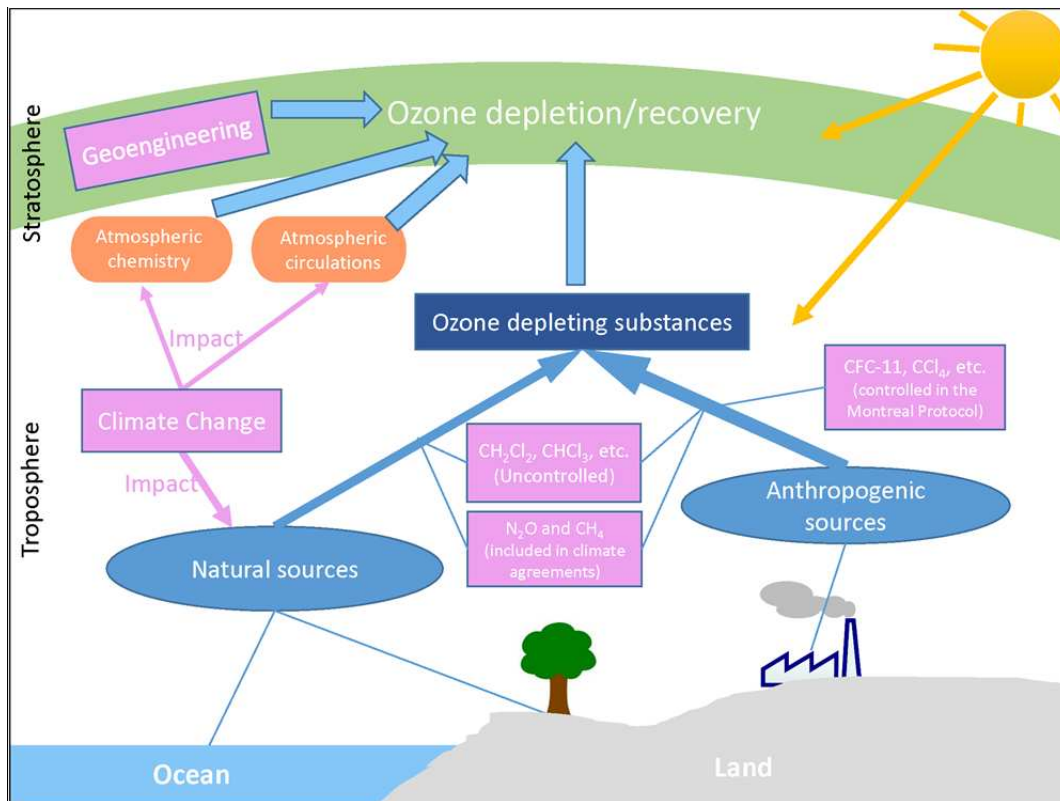 Stratosphere
Troposphere
Ozone depletion/recovery
Geoengineering
Atmospheric
chemistry
Atmospheric
circulations
Impact
Ozone depleting substances
CFC-11, CCl₄, etc.
(controlled in the
Montreal Protocol)
Climate Change
Impact
CH₂Cl₂, CHCl₃, etc.
(Uncontrolled)
Anthropogenic
sources
N₂O and CH₄
(included in climate
agreements)
Natural sources
Ocean
Land